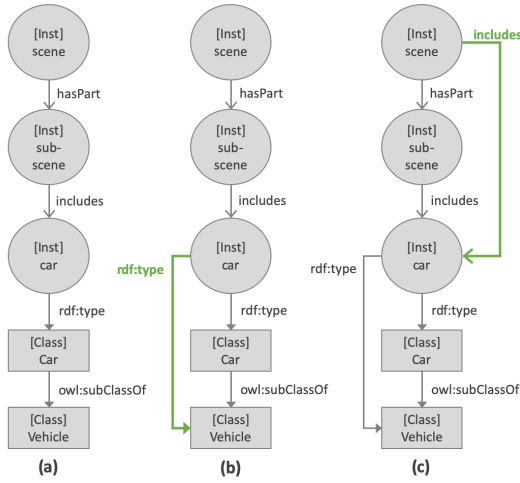 [Inst]
scene
hasPart
[Inst]
sub-
scene
includes
[Inst]
car
rdf:type
[Class]
Car
owl:subClassOf
[Class]
Vehicle
(a)
[Inst]
scene
hasPart
[Inst]
sub-
scene
includes
[Inst]
car
rdf:type
rdf:type
[Class]
Car
owl:subClassOf
[Class]
Vehicle
(b)
[Inst]
scene
includes
hasPart
[Inst]
sub-
scene
includes
[Inst]
car
rdf:type
rdf:type
[Class]
Car
owl:subClassOf
[Class]
Vehicle
(c)